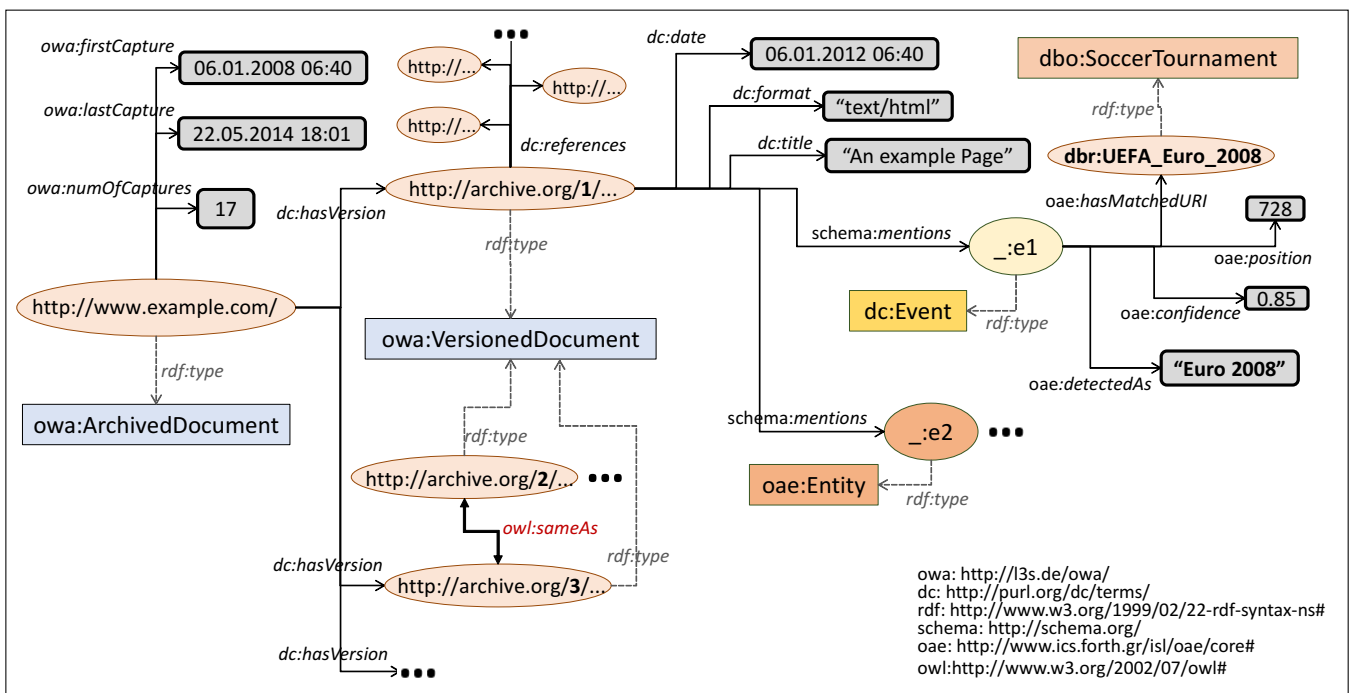 owa:firstCapture
06.01.2008 06:40
owa:lastCapture
22.05.2014 18:01
owa:numOfCaptures
17
http://www.example.com/
rdf:type
owa:ArchivedDocument
dc:hasVersion
http://...
http://...
http://...
dc:references
http://archive.org/1/...
rdf:type
owa:VersionedDocument
rdf:type
http://archive.org/2/...
owl:sameAs
rdf:type
dc:hasVersion
http://archive.org/3/...
dc:hasVersion
dc:date
06.01.2012 06:40
dc:format
“text/html”
dc:title
“An example Page”
dbo:SoccerTournament
rdf:type
dbr:UEFA_Euro_2008
oae:hasMatchedURI
schema:mentions
_:e1
728
oae:position
0.85
oae:confidence
dc:Event
rdf:type
“Euro 2008”
oae:detectedAs
schema:mentions
_:e2
oae:Entity
rdf:type
owa: http://l3s.de/owa/
dc: http://purl.org/dc/terms/
rdf: http://www.w3.org/1999/02/22-rdf-syntax-ns#
schema: http://schema.org/
oae: http://www.ics.forth.gr/isl/oae/core#
owl:http://www.w3.org/2002/07/owl#